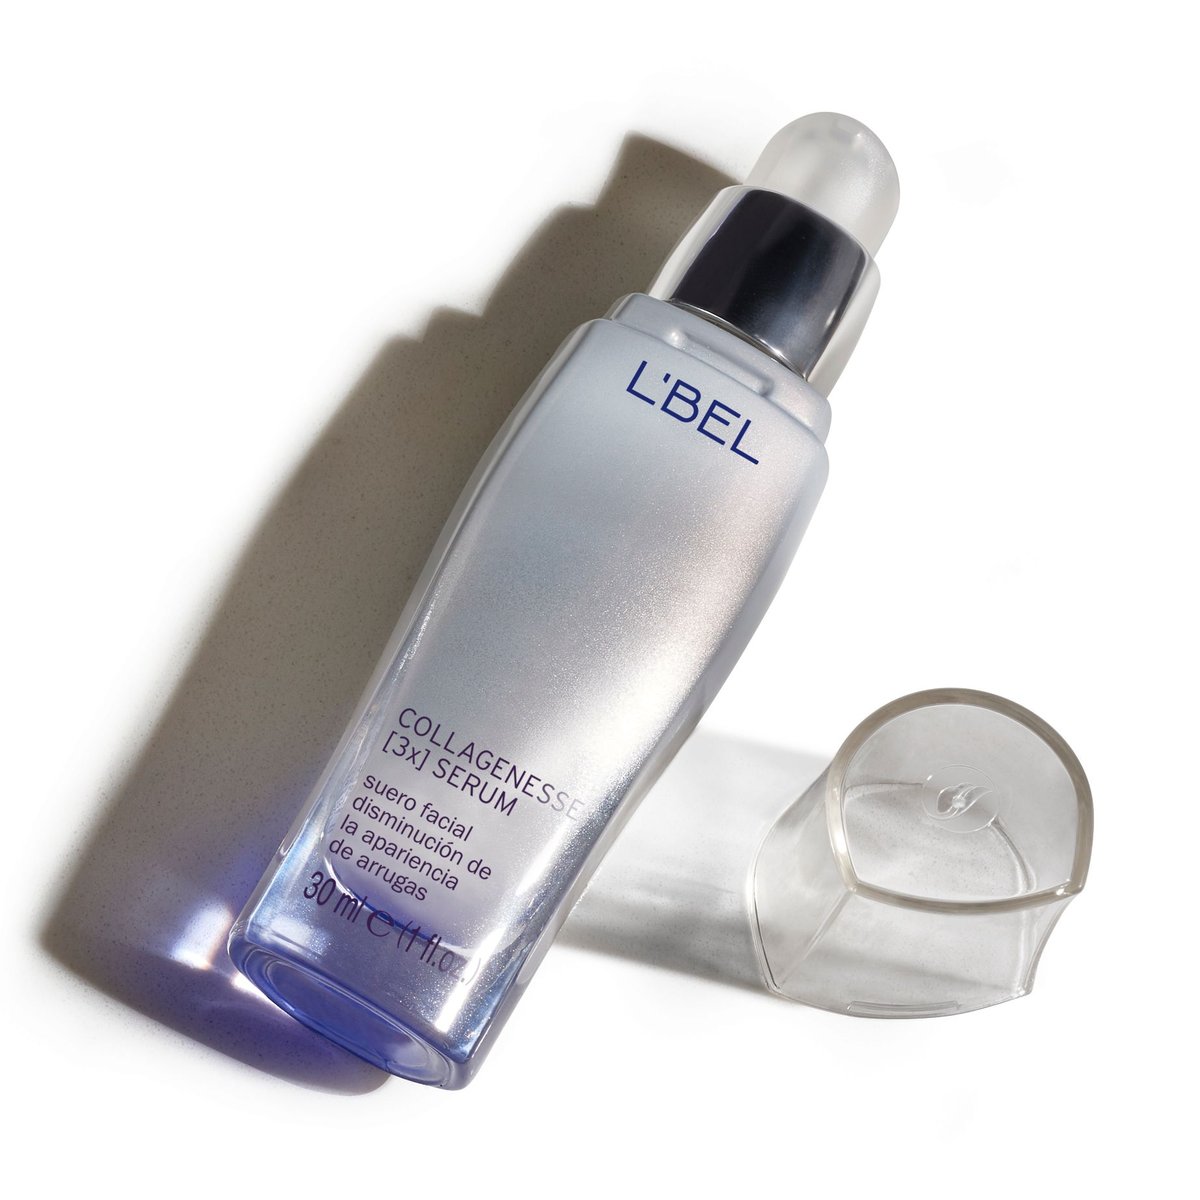 L'BEL
COLLAGENESSE
[3x] SERUM
suero facial
disminución de
la apariencia
de arrugas
30 ml ℮ (1 fl.oz.)